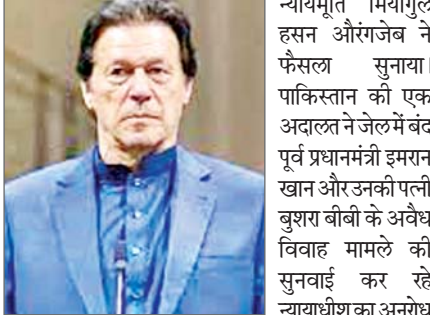 न्यायमूर्ति मियांगुल
हसन औरंगजेब ने
फैसला सुनाया।
पाकिस्तान की एक
अदालत ने जेल में बंद
पूर्व प्रधानमंत्री इमरान
खान और उनकी पत्नी
बुशरा बीबी के अवैध
विवाह मामले की
सुनवाई कर रहे
न्यायाधीश का अनुरोध